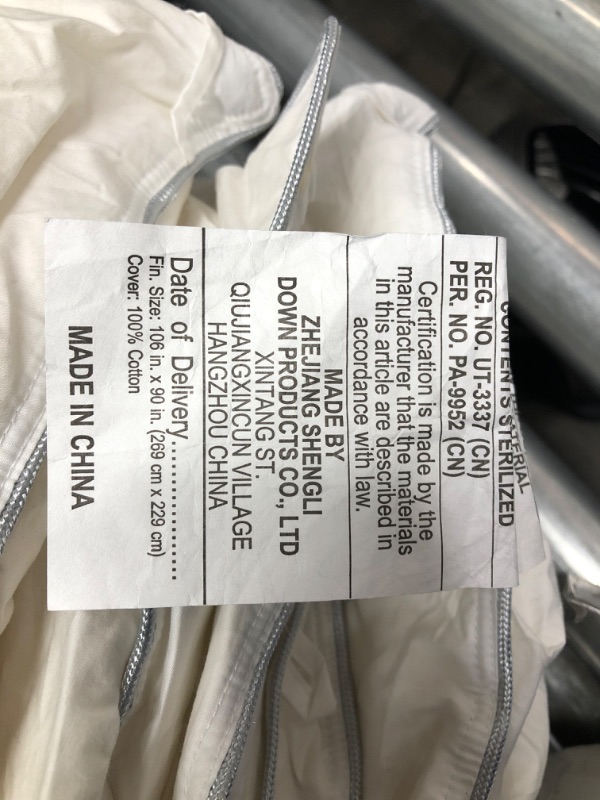 CONTENTS STERILIZED
REG. NO. UT-3337 (CN)
PER. NO. PA-9952 (CN)
Certification is made by the
manufacturer that the materials
in this article are described in
accordance with law.
MADE BY
ZHEJIANG SHENGLI
DOWN PRODUCTS CO., LTD
XINTANG ST.
QIUJIANGXINCUN VILLAGE
HANGZHOU CHINA
Date of Delivery..................
Fin. Size: 106 in. x 90 in. (269 cm x 229 cm)
Cover: 100% Cotton
MADE IN CHINA